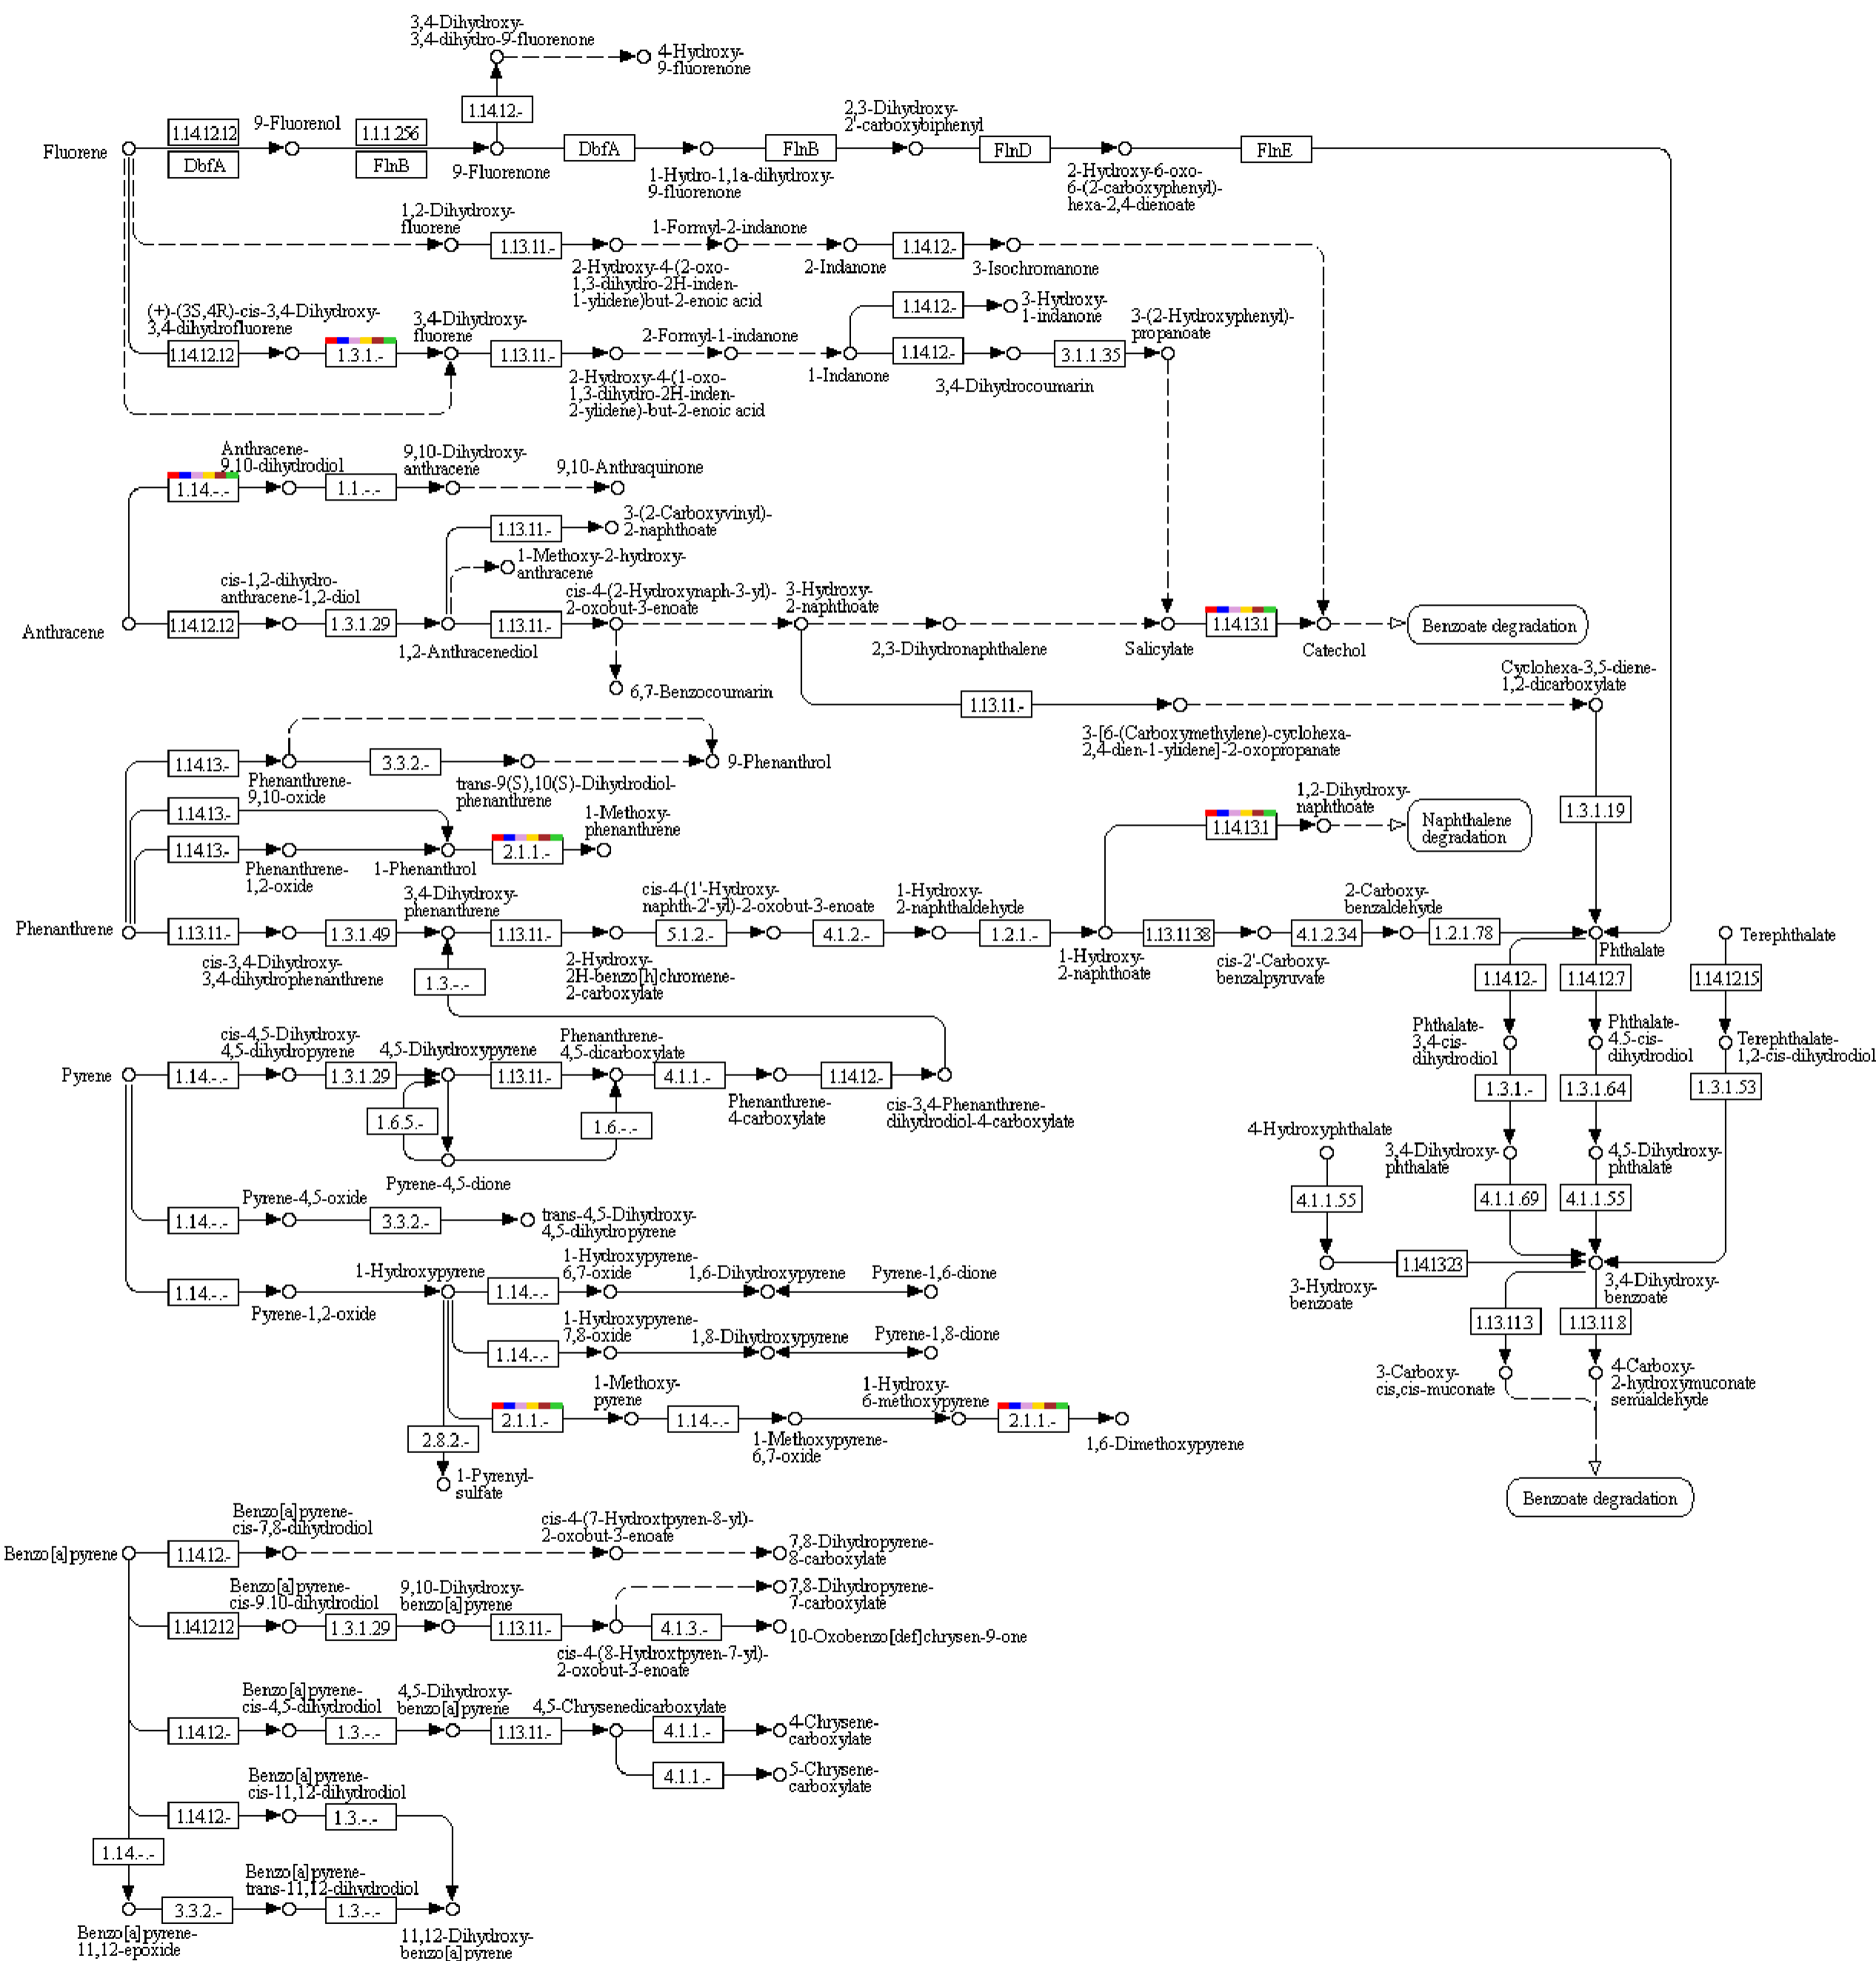 3,4-Dihydroxy-
3,4-dihydro-9-fluorenone
4-Hydroxy-
9-fluorenone
1.14.12.-
Fluorene
1.14.12.12
DbfA
9-Fluorenol
1.1.1.256
FlnB
9-Fluorenone
DbfA
1-Hydro-1,1a-dihydroxy-
9-fluorenone
FlnB
2,3-Dihydroxy-
2'-carboxybiphenyl
FlnD
2-Hydroxy-6-oxo-
6-(2-carboxyphenyl)-
hexa-2,4-dienoate
FlnE
1,2-Dihydroxy-
fluorene
1.13.11.-
2-Hydroxy-4-(2-oxo-
1,3-dihydro-2H-inden-
1-ylidene)but-2-enoic acid
1-Formyl-2-indanone
2-Indanone
1.14.12.-
3-Isochromanone
(+)-(3S,4R)-cis-3,4-Dihydroxy-
3,4-dihydrofluorene
1.14.12.12
1.3.1.-
3,4-Dihydroxy-
fluorene
1.13.11.-
2-Hydroxy-4-(1-oxo-
1,3-dihydro-2H-inden-
2-ylidene)-but-2-enoic acid
2-Formyl-1-indanone
1-Indanone
1.14.12.-
3-Hydroxy-
1-indanone
1.14.12.-
3,4-Dihydrocoumarin
3.1.1.35
3-(2-Hydroxyphenyl)-
propanoate
Anthracene-
9,10-dihydrodiol
1.14.-.-
1.1.-.-
9,10-Dihydroxy-
anthracene
9,10-Anthraquinone
1.13.11.-
3-(2-Carboxyvinyl)-
2-naphthoate
1-Methoxy-2-hydroxy-
anthracene
Anthracene
1.14.12.12
cis-1,2-dihydro-
anthracene-1,2-diol
1.3.1.29
1,2-Anthracenediol
1.13.11.-
cis-4-(2-Hydroxynaph-3-yl)-
2-oxobut-3-enoate
6,7-Benzocoumarin
3-Hydroxy-
2-naphthoate
2,3-Dihydronaphthalene
Salicylate
1.14.13.1
Catechol
Benzoate degradation
1.13.11.-
3-[6-(Carboxymethylene)-cyclohexa-
2,4-dien-1-ylidene]-2-oxopropanate
Cyclohexa-3,5-diene-
1,2-dicarboxylate
1.3.1.19
1.14.13.-
Phenanthrene-
9,10-oxide
3.3.2.-
trans-9(S),10(S)-Dihydrodiol-
phenanthrene
9-Phenanthrol
1.14.13.-
1.14.13.-
Phenanthrene-
1,2-oxide
1-Phenanthrol
2.1.1.-
1-Methoxy-
phenanthrene
1.14.13.1
1,2-Dihydroxy-
naphthoate
Naphthalene
degradation
Phenanthrene
1.13.11.-
cis-3,4-Dihydroxy-
3,4-dihydrophenanthrene
1.3.1.49
3,4-Dihydroxy-
phenanthrene
1.13.11.-
2-Hydroxy-
2H-benzo[h]chromene-
2-carboxylate
5.1.2.-
cis-4-(1'-Hydroxy-
naphth-2'-yl)-2-oxobut-3-enoate
4.1.2.-
1-Hydroxy-
2-naphthaldehyde
1.2.1.-
1-Hydroxy-
2-naphthoate
1.13.11.38
cis-2'-Carboxy-
benzalpyruvate
4.1.2.34
2-Carboxy-
benzaldehyde
1.2.1.78
Phthalate
Terephthalate
1.3.-.-
1.14.12.-
1.14.12.7
1.14.12.15
Phthalate-
3,4-cis-
dihydrodiol
Phthalate-
4,5-cis-
dihydrodiol
Terephthalate-
1,2-cis-dihydrodiol
1.3.1.-
1.3.1.64
1.3.1.53
Pyrene
1.14.-.-
cis-4,5-Dihydroxy-
4,5-dihydropyrene
1.3.1.29
4,5-Dihydroxypyrene
1.13.11.-
Phenanthrene-
4,5-dicarboxylate
4.1.1.-
Phenanthrene-
4-carboxylate
1.14.12.-
cis-3,4-Phenanthrene-
dihydrodiol-4-carboxylate
1.6.5.-
1.6.-.-
Pyrene-4,5-dione
4-Hydroxyphthalate
3,4-Dihydroxy-
phthalate
4,5-Dihydroxy-
phthalate
4.1.1.55
4.1.1.69
4.1.1.55
1.14.-.-
Pyrene-4,5-oxide
3.3.2.-
trans-4,5-Dihydroxy-
4,5-dihydropyrene
3-Hydroxy-
benzoate
1.14.13.23
3,4-Dihydroxy-
benzoate
1.14.-.-
Pyrene-1,2-oxide
1-Hydroxypyrene
1.14.-.-
1-Hydroxypyrene-
6,7-oxide
1,6-Dihydroxypyrene
Pyrene-1,6-dione
1.14.-.-
1-Hydroxypyrene-
7,8-oxide
1,8-Dihydroxypyrene
Pyrene-1,8-dione
1.13.11.3
1.13.11.8
3-Carboxy-
cis,cis-muconate
4-Carboxy-
2-hydroxymuconate
semialdehyde
2.1.1.-
1-Methoxy-
pyrene
1.14.-.-
1-Methoxypyrene-
6,7-oxide
1-Hydroxy-
6-methoxypyrene
2.1.1.-
1,6-Dimethoxypyrene
2.8.2.-
1-Pyrenyl-
sulfate
Benzoate degradation
Benzo[a]pyrene
1.14.12.-
Benzo[a]pyrene-
cis-7,8-dihydrodiol
cis-4-(7-Hydroxtpyren-8-yl)-
2-oxobut-3-enoate
7,8-Dihydropyrene-
8-carboxylate
7,8-Dihydropyrene-
7-carboxylate
1.14.12.12
Benzo[a]pyrene-
cis-9.10-dihydrodiol
1.3.1.29
9,10-Dihydroxy-
benzo[a]pyrene
1.13.11.-
cis-4-(8-Hydroxtpyren-7-yl)-
2-oxobut-3-enoate
4.1.3.-
10-Oxobenzo[def]chrysen-9-one
1.14.12.-
Benzo[a]pyrene-
cis-4,5-dihydrodiol
1.3.-.-
4,5-Dihydroxy-
benzo[a]pyrene
1.13.11.-
4,5-Chrysenedicarboxylate
4.1.1.-
4-Chrysene-
carboxylate
4.1.1.-
5-Chrysene-
carboxylate
1.14.12.-
Benzo[a]pyrene-
cis-11,12-dihydrodiol
1.3.-.-
1.14.-.-
Benzo[a]pyrene-
11,12-epoxide
3.3.2.-
Benzo[a]pyrene-
trans-11,12-dihydrodiol
1.3.-.-
11,12-Dihydroxy-
benzo[a]pyrene